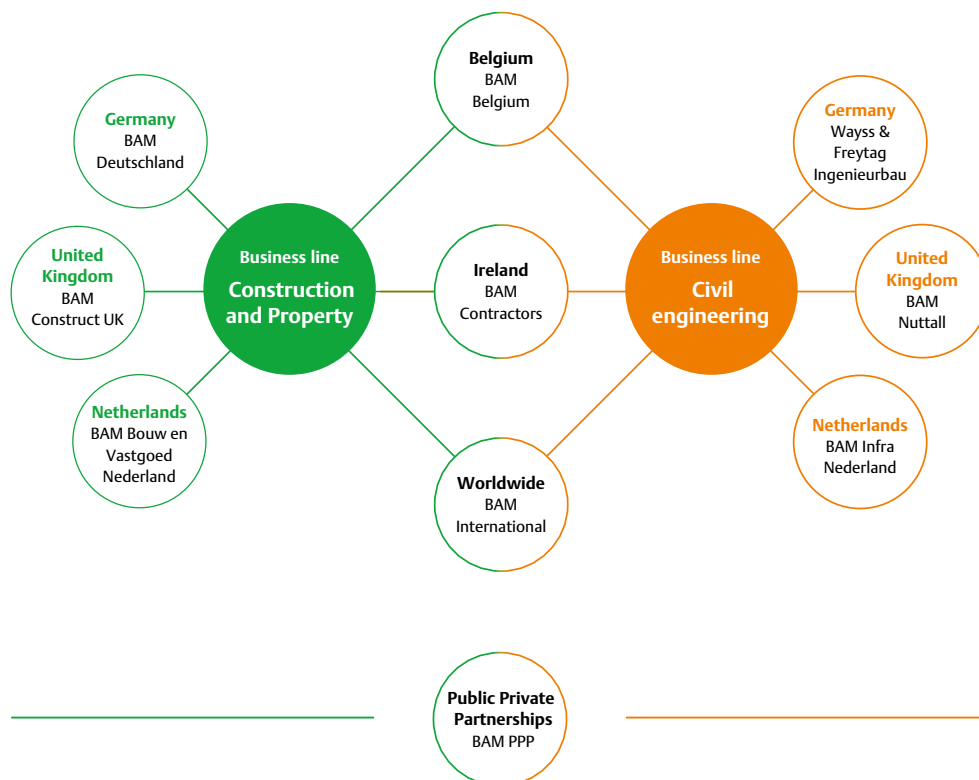 Belgium
BAM
Belgium
Germany
BAM
Deutschland
Germany
Wayss &
Freytag
Ingenieurbau
United
Kingdom
BAM
Construct UK
Business line
Construction
and Property
Ireland
BAM
Contractors
Business line
Civil
engineering
United
Kingdom
BAM
Nuttall
Netherlands
BAM Bouw en
Vastgoed
Nederland
Netherlands
BAM Infra
Nederland
Worldwide
BAM
International
Public Private
Partnerships
BAM PPP